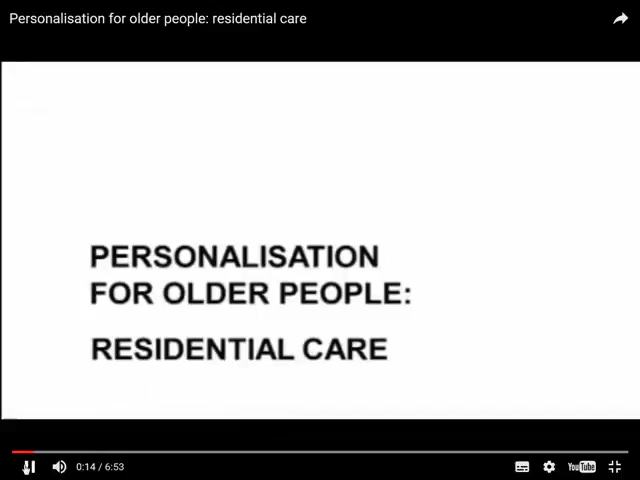 Personalisation for older people: residential care
PERSONALISATION
FOR OLDER PEOPLE:
RESIDENTIAL CARE
0:14 / 6:53
YouTube